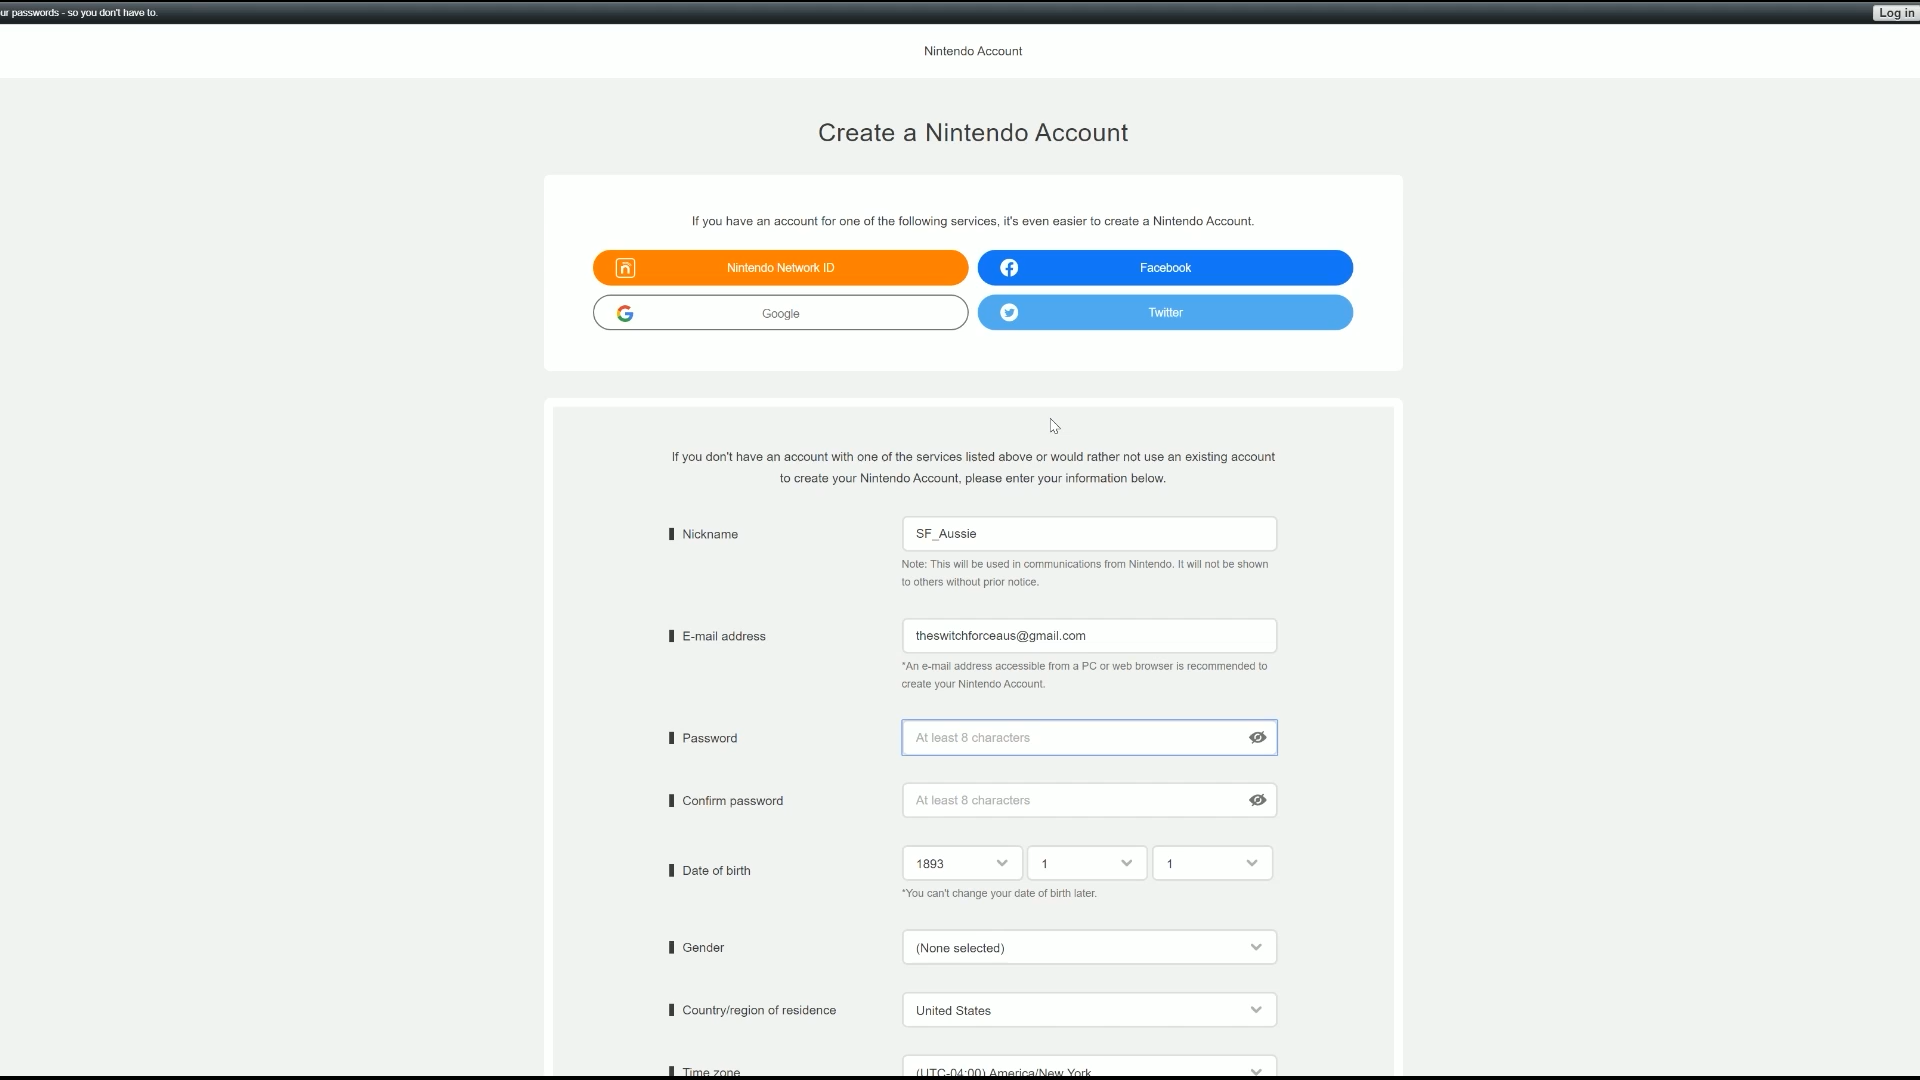 ur passwords - so you don't have to.
Log in
Nintendo Account
Create a Nintendo Account
If you have an account for one of the following services, it's even easier to create a Nintendo Account.
Nintendo Network ID
Facebook
Google
Twitter
If you don't have an account with one of the services listed above or would rather not use an existing account
to create your Nintendo Account, please enter your information below.
Nickname
SF_Aussie
Note: This will be used in communications from Nintendo. It will not be shown
to others without prior notice.
E-mail address
theswitchforceaus@gmail.com
*An e-mail address accessible from a PC or web browser is recommended to
create your Nintendo Account.
Password
At least 8 characters
Confirm password
At least 8 characters
Date of birth
1893
1
1
*You can't change your date of birth later.
Gender
(None selected)
Country/region of residence
United States
Time zone
(UTC-04:00) America/New York